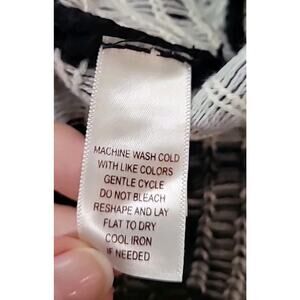 MACHINE WASH COLD
WITH LIKE COLORS
GENTLE CYCLE
DO NOT BLEACH
RESHAPE AND LAY
FLAT TO DRY
COOL IRON
IF NEEDED